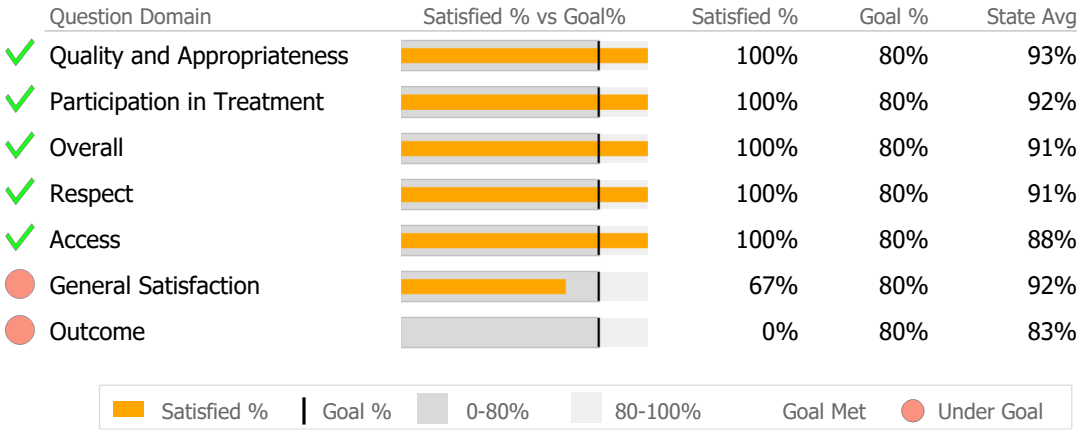 Question Domain Satisfied % vs Goal% Satisfied % Goal % State Avg
Quality and Appropriateness 100% 80% 93%
Participation in Treatment 100% 80% 92%
Overall 100% 80% 91%
Respect 100% 80% 91%
Access 100% 80% 88%
General Satisfaction 67% 80% 92%
Outcome 0% 80% 83%
Satisfied % Goal % 0-80% 80-100% Goal Met Under Goal